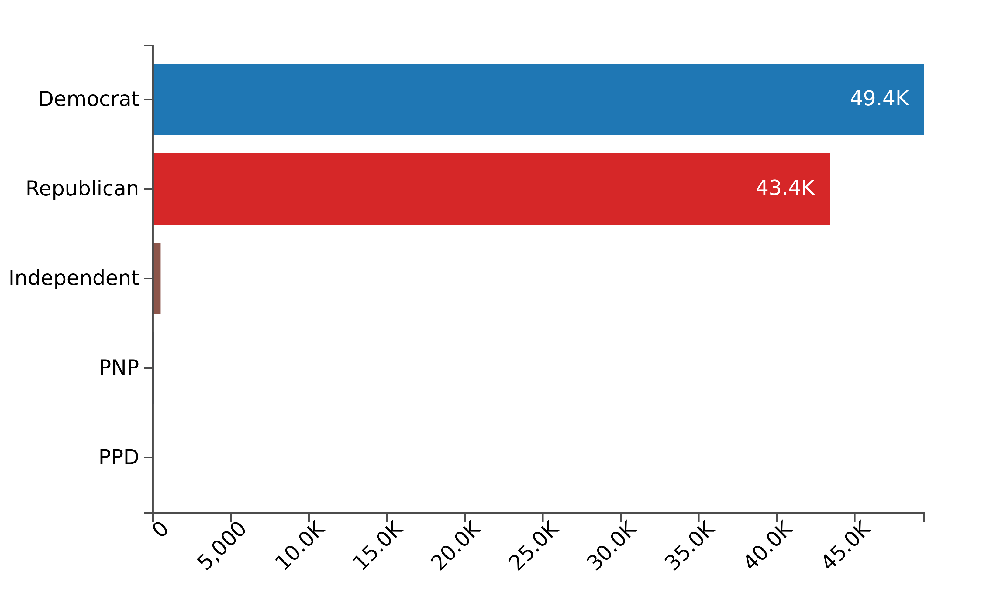 Democrat
49.4K
Republican
43.4K
Independent
PNP
PPD
0
5,000
10.0K
15.0K
20.0K
25.0K
30.0K
35.0K
40.0K
45.0K